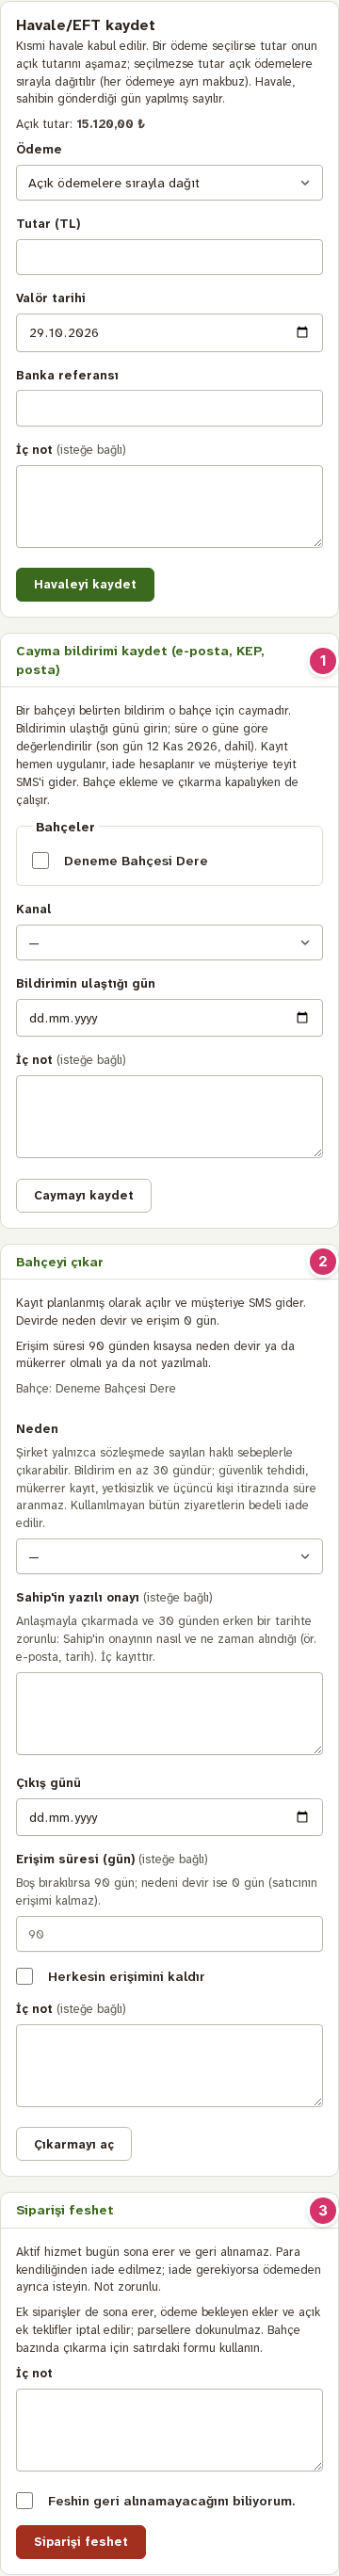 Havale/EFT kaydet
Kısmi havale kabul edilir. Bir ödeme seçilirse tutar onun
açık tutarını aşamaz; seçilmezse tutar açık ödemelere
sırayla dağıtılır (her ödemeye ayrı makbuz). Havale,
sahibin gönderdiği gün yapılmış sayılır.
Açık tutar: 15.120,00 ₺
Ödeme
Açık ödemelere sırayla dağıt
Tutar (TL)
Valör tarihi
29.10.2026
Banka referansı
İç not (isteğe bağlı)
Havaleyi kaydet
Cayma bildirimi kaydet (e-posta, KEP,
posta)
1
Bir bahçeyi belirten bildirim o bahçe için caymadır.
Bildirimin ulaştığı günü girin; süre o güne göre
değerlendirilir (son gün 12 Kas 2026, dahil). Kayıt
hemen uygulanır, iade hesaplanır ve müşteriye teyit
SMS'i gider. Bahçe ekleme ve çıkarma kapalıyken de
çalışır.
Bahçeler
Deneme Bahçesi Dere
Kanal
—
Bildirimin ulaştığı gün
dd.mm.yyyy
İç not (isteğe bağlı)
Caymayı kaydet
Bahçeyi çıkar
2
Kayıt planlanmış olarak açılır ve müşteriye SMS gider.
Devirde neden devir ve erişim 0 gün.
Erişim süresi 90 günden kısaysa neden devir ya da
mükerrer olmalı ya da not yazılmalı.
Bahçe: Deneme Bahçesi Dere
Neden
Şirket yalnızca sözleşmede sayılan haklı sebeplerle
çıkarabilir. Bildirim en az 30 gündür; güvenlik tehdidi,
mükerrer kayıt, yetkisizlik ve üçüncü kişi itirazında süre
aranmaz. Kullanılmayan bütün ziyaretlerin bedeli iade
edilir.
—
Sahip'in yazılı onayı (isteğe bağlı)
Anlaşmayla çıkarmada ve 30 günden erken bir tarihte
zorunlu: Sahip'in onayının nasıl ve ne zaman alındığı (ör.
e-posta, tarih). İç kayıttır.
Çıkış günü
dd.mm.yyyy
Erişim süresi (gün) (isteğe bağlı)
Boş bırakılırsa 90 gün; nedeni devir ise 0 gün (satıcının
erişimi kalmaz).
90
Herkesin erişimini kaldır
İç not (isteğe bağlı)
Çıkarmayı aç
Siparişi feshet
3
Aktif hizmet bugün sona erer ve geri alınamaz. Para
kendiliğinden iade edilmez; iade gerekiyorsa ödemeden
ayrıca isteyin. Not zorunlu.
Ek siparişler de sona erer, ödeme bekleyen ekler ve açık
ek teklifler iptal edilir; parsellere dokunulmaz. Bahçe
bazında çıkarma için satırdaki formu kullanın.
İç not
Feshin geri alınamayacağını biliyorum.
Siparişi feshet